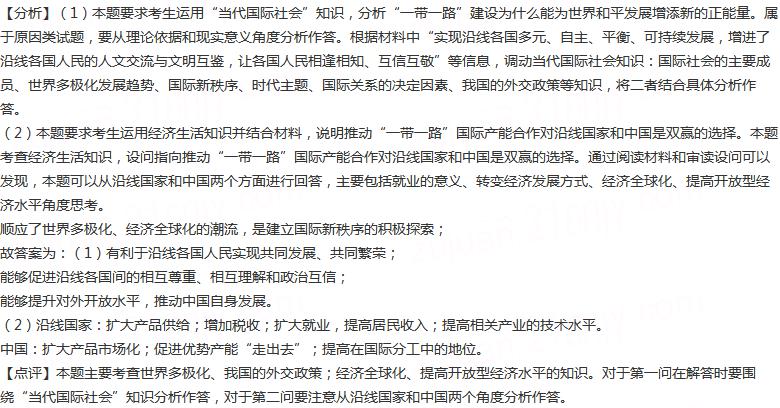 【分析】（1）本题要求考生运用“当代国际社会”知识，分析“一带一路”建设为什么能为世界和平发展增添新的正能量。属
于原因类试题，要从理论依据和现实意义角度分析作答。根据材料中“实现沿线各国多元、自主、平衡、可持续发展，增进了
沿线各国人民的人文交流与文明互鉴，让各国人民相逢相知、互信互敬”等信息，调动当代国际社会知识：国际社会的主要成
员、世界多极化发展趋势、国际新秩序、时代主题、国际关系的决定因素、我国的外交政策等知识，将二者结合具体分析作
答。
（2）本题要求考生运用经济生活知识并结合材料，说明推动“一带一路”国际产能合作对沿线国家和中国是双赢的选择。本题
考查经济生活知识，设问指向推动“一带一路”国际产能合作对沿线国家和中国是双赢的选择。通过阅读材料和审读设问可以
发现，本题可以从沿线国家和中国两个方面进行回答，主要包括就业的意义、转变经济发展方式、经济全球化、提高开放型经
济水平角度思考。
顺应了世界多极化、经济全球化的潮流，是建立国际新秩序的积极探索；
故答案为：（1）有利于沿线各国人民实现共同发展、共同繁荣；
能够促进沿线各国间的相互尊重、相互理解和政治互信；
能够提升对外开放水平，推动中国自身发展。
（2）沿线国家：扩大产品供给；增加税收；扩大就业，提高居民收入；提高相关产业的技术水平。
中国：扩大产品市场化；促进优势产能“走出去”；提高在国际分工中的地位。
【点评】本题主要考查世界多极化、我国的外交政策；经济全球化、提高开放型经济水平的知识。对于第一问在解答时要围
绕“当代国际社会”知识分析作答，对于第二问要注意从沿线国家和中国两个角度分析作答。